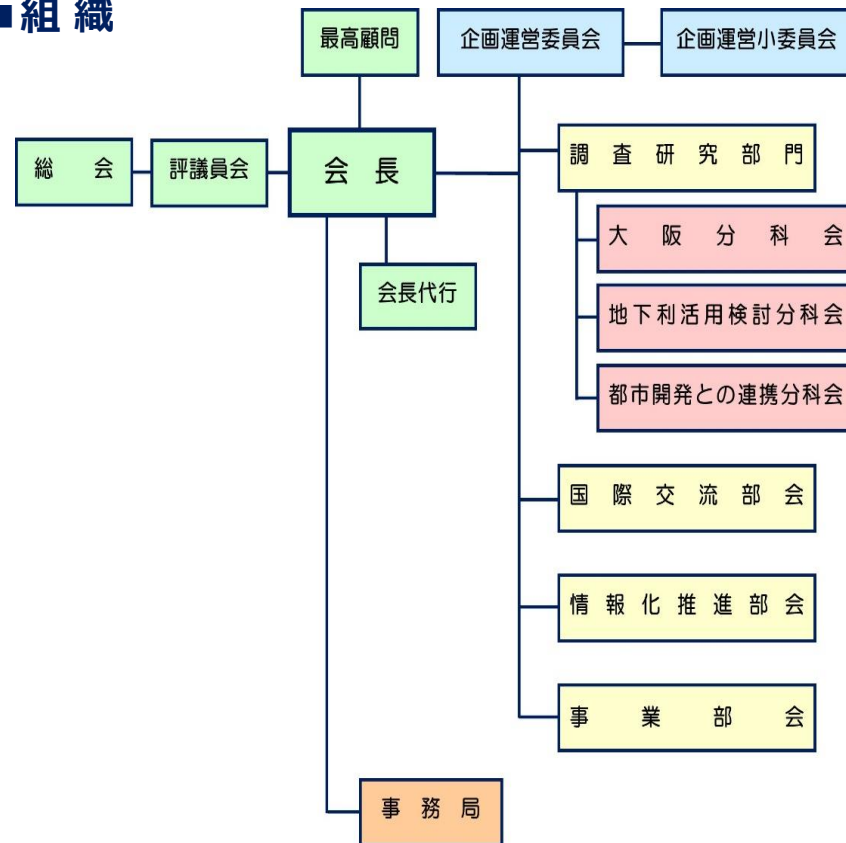 ■組織
最高顧問
企画運営委員会
企画運営小委員会
総会
評議員会
会長
会長代行
調査研究部門
大阪分科会
地下利活用検討分科会
都市開発との連携分科会
国際交流部会
情報化推進部会
事業部会
事務局